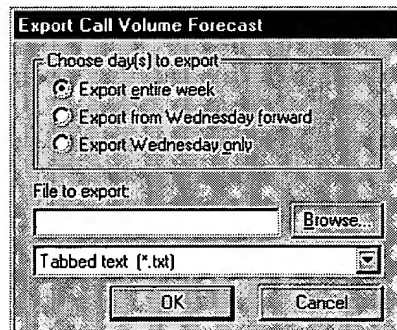 Export Call Volume Forecast
Choose day(s) to export
Export entire week
Export from Wednesday forward
Export Wednesday only
File to export:
Browse...
Tabbed text (*.txt)
OK Cancel